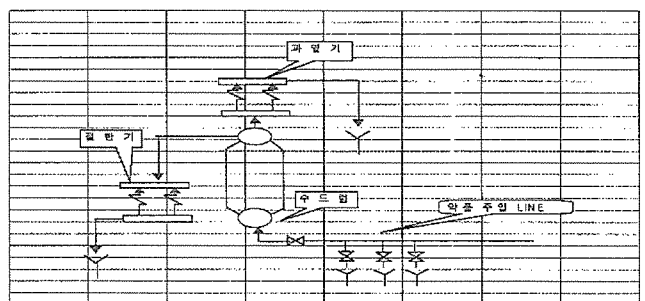 과 열 기
절 탄 기
수 드 럼
약 품 주 입 LINE